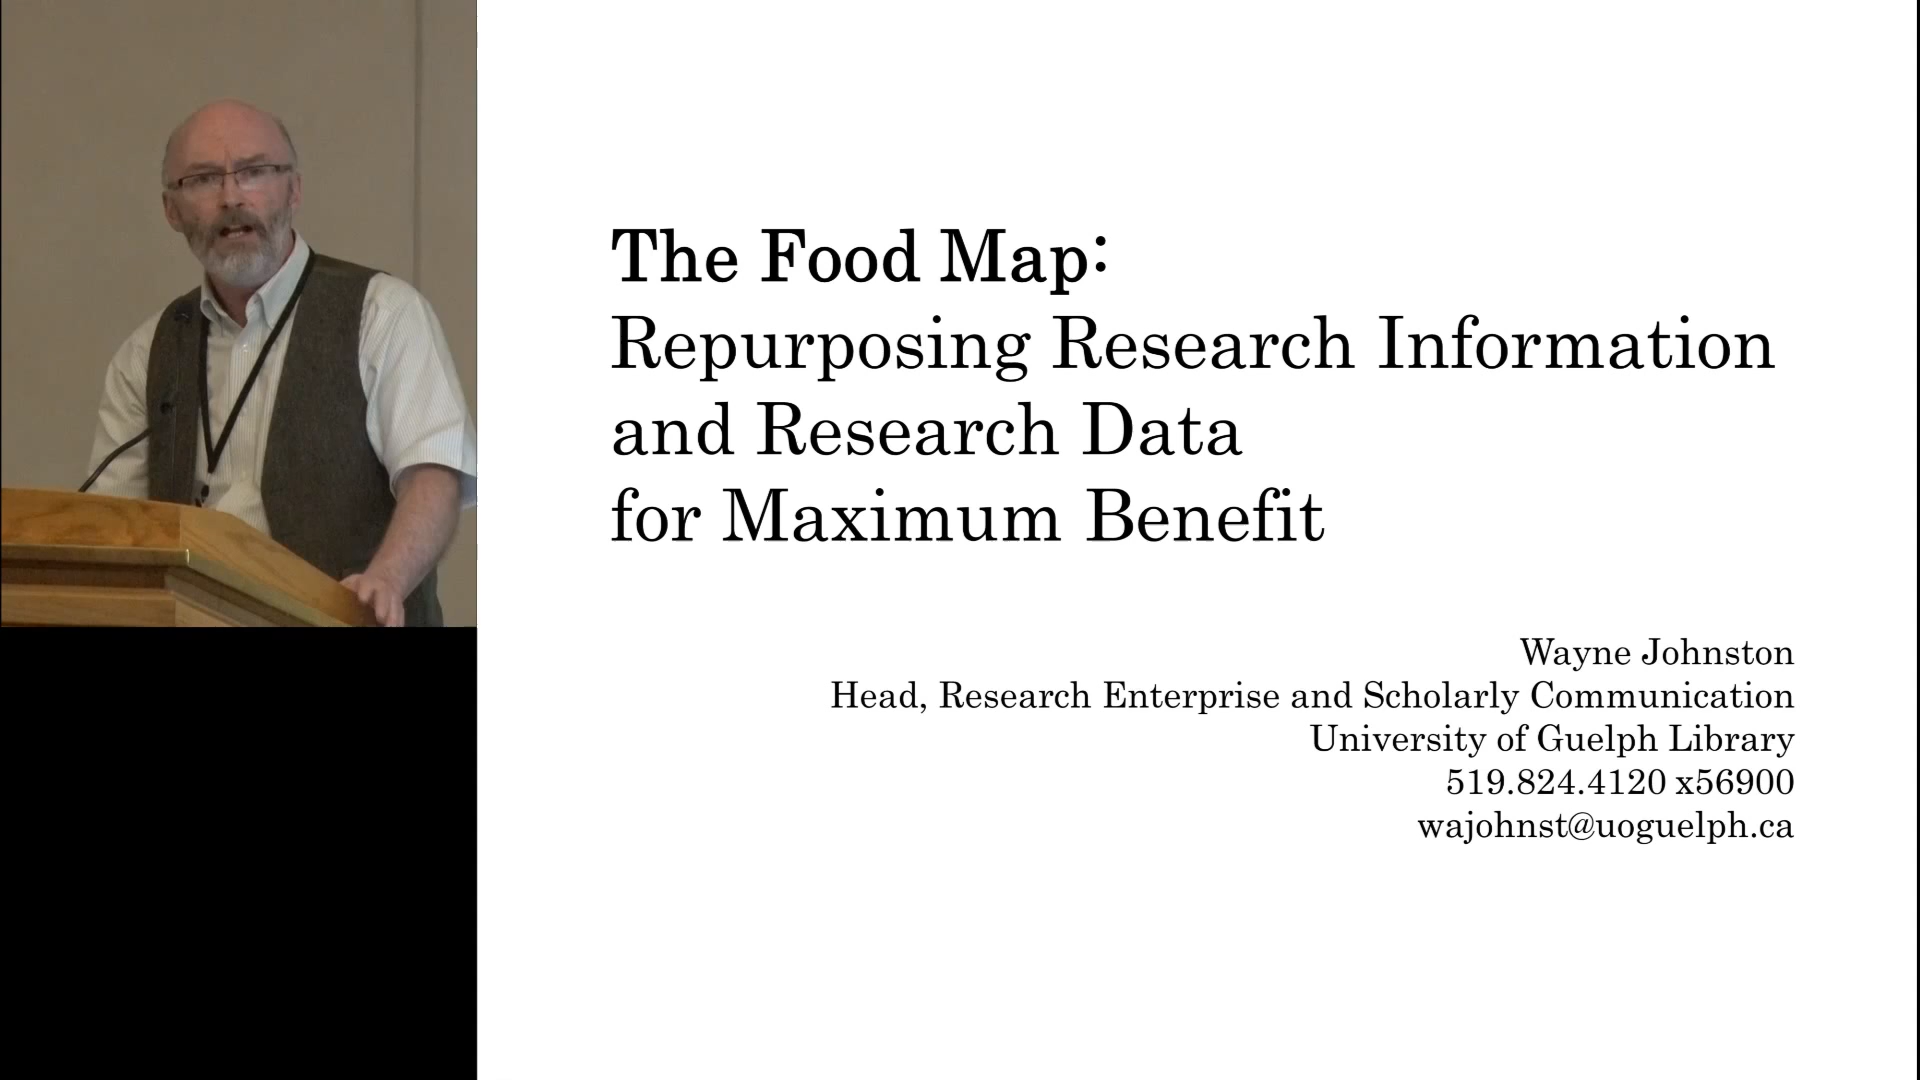 The Food Map:
Repurposing Research Information
and Research Data
for Maximum Benefit
Wayne Johnston
Head, Research Enterprise and Scholarly Communication
University of Guelph Library
519.824.4120 x56900
wajohnst@uoguelph.ca